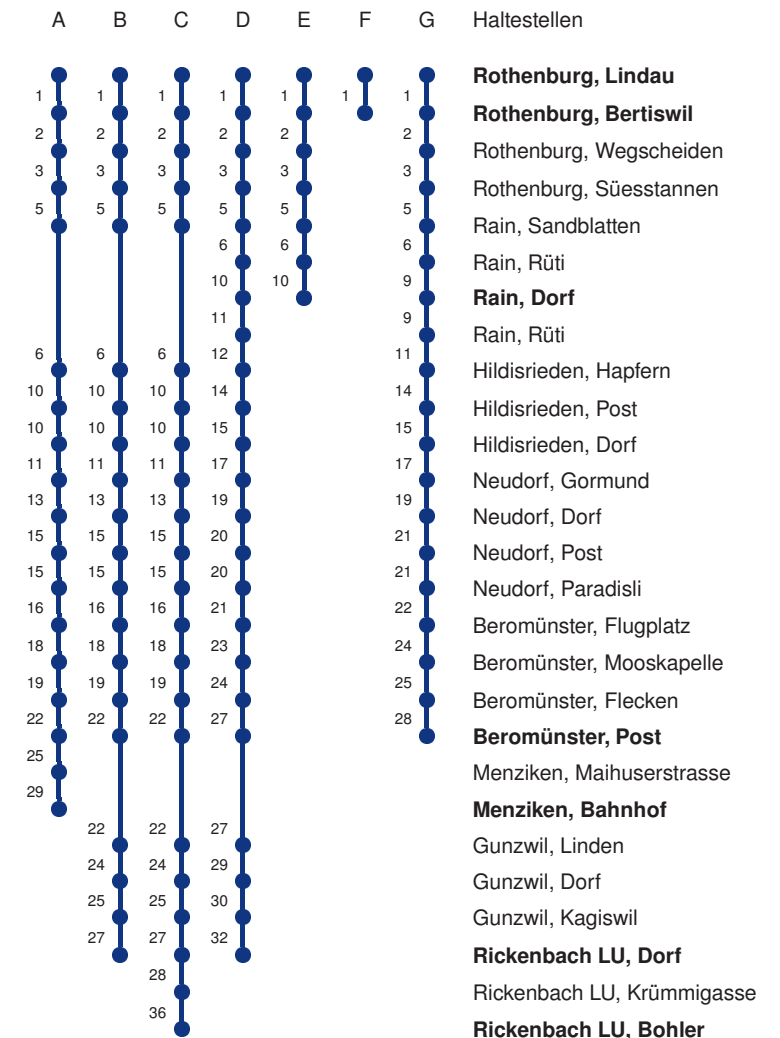 A B C D E F G Haltestellen
Rothenburg, Lindau
1 1 1 1 1 1 1
Rothenburg, Bertiswil
2 2 2 2 2 2
Rothenburg, Wegscheiden
3 3 3 3 3 3
Rothenburg, Süesstannen
5 5 5 5 5 5
Rain, Sandblatten
6 6 6
Rain, Rüti
10 10 9
Rain, Dorf
11 9
Rain, Rüti
6 6 6 12 11
Hildisrieden, Hapfern
10 10 10 14 14
Hildisrieden, Post
10 10 10 15 15
Hildisrieden, Dorf
11 11 11 17 17
Neudorf, Gormund
13 13 13 19 19
Neudorf, Dorf
15 15 15 20 21
Neudorf, Post
15 15 15 20 21
Neudorf, Paradisli
16 16 16 21 22
Beromünster, Flugplatz
18 18 18 23 24
Beromünster, Mooskapelle
19 19 19 24 25
Beromünster, Flecken
22 22 22 27 28
Beromünster, Post
25
Menziken, Maihuserstrasse
29
Menziken, Bahnhof
22 22 27
Gunzwil, Linden
24 24 29
Gunzwil, Dorf
25 25 30
Gunzwil, Kagiswil
27 27 32
Rickenbach LU, Dorf
28
Rickenbach LU, Krümmigasse
36
Rickenbach LU, Bohler